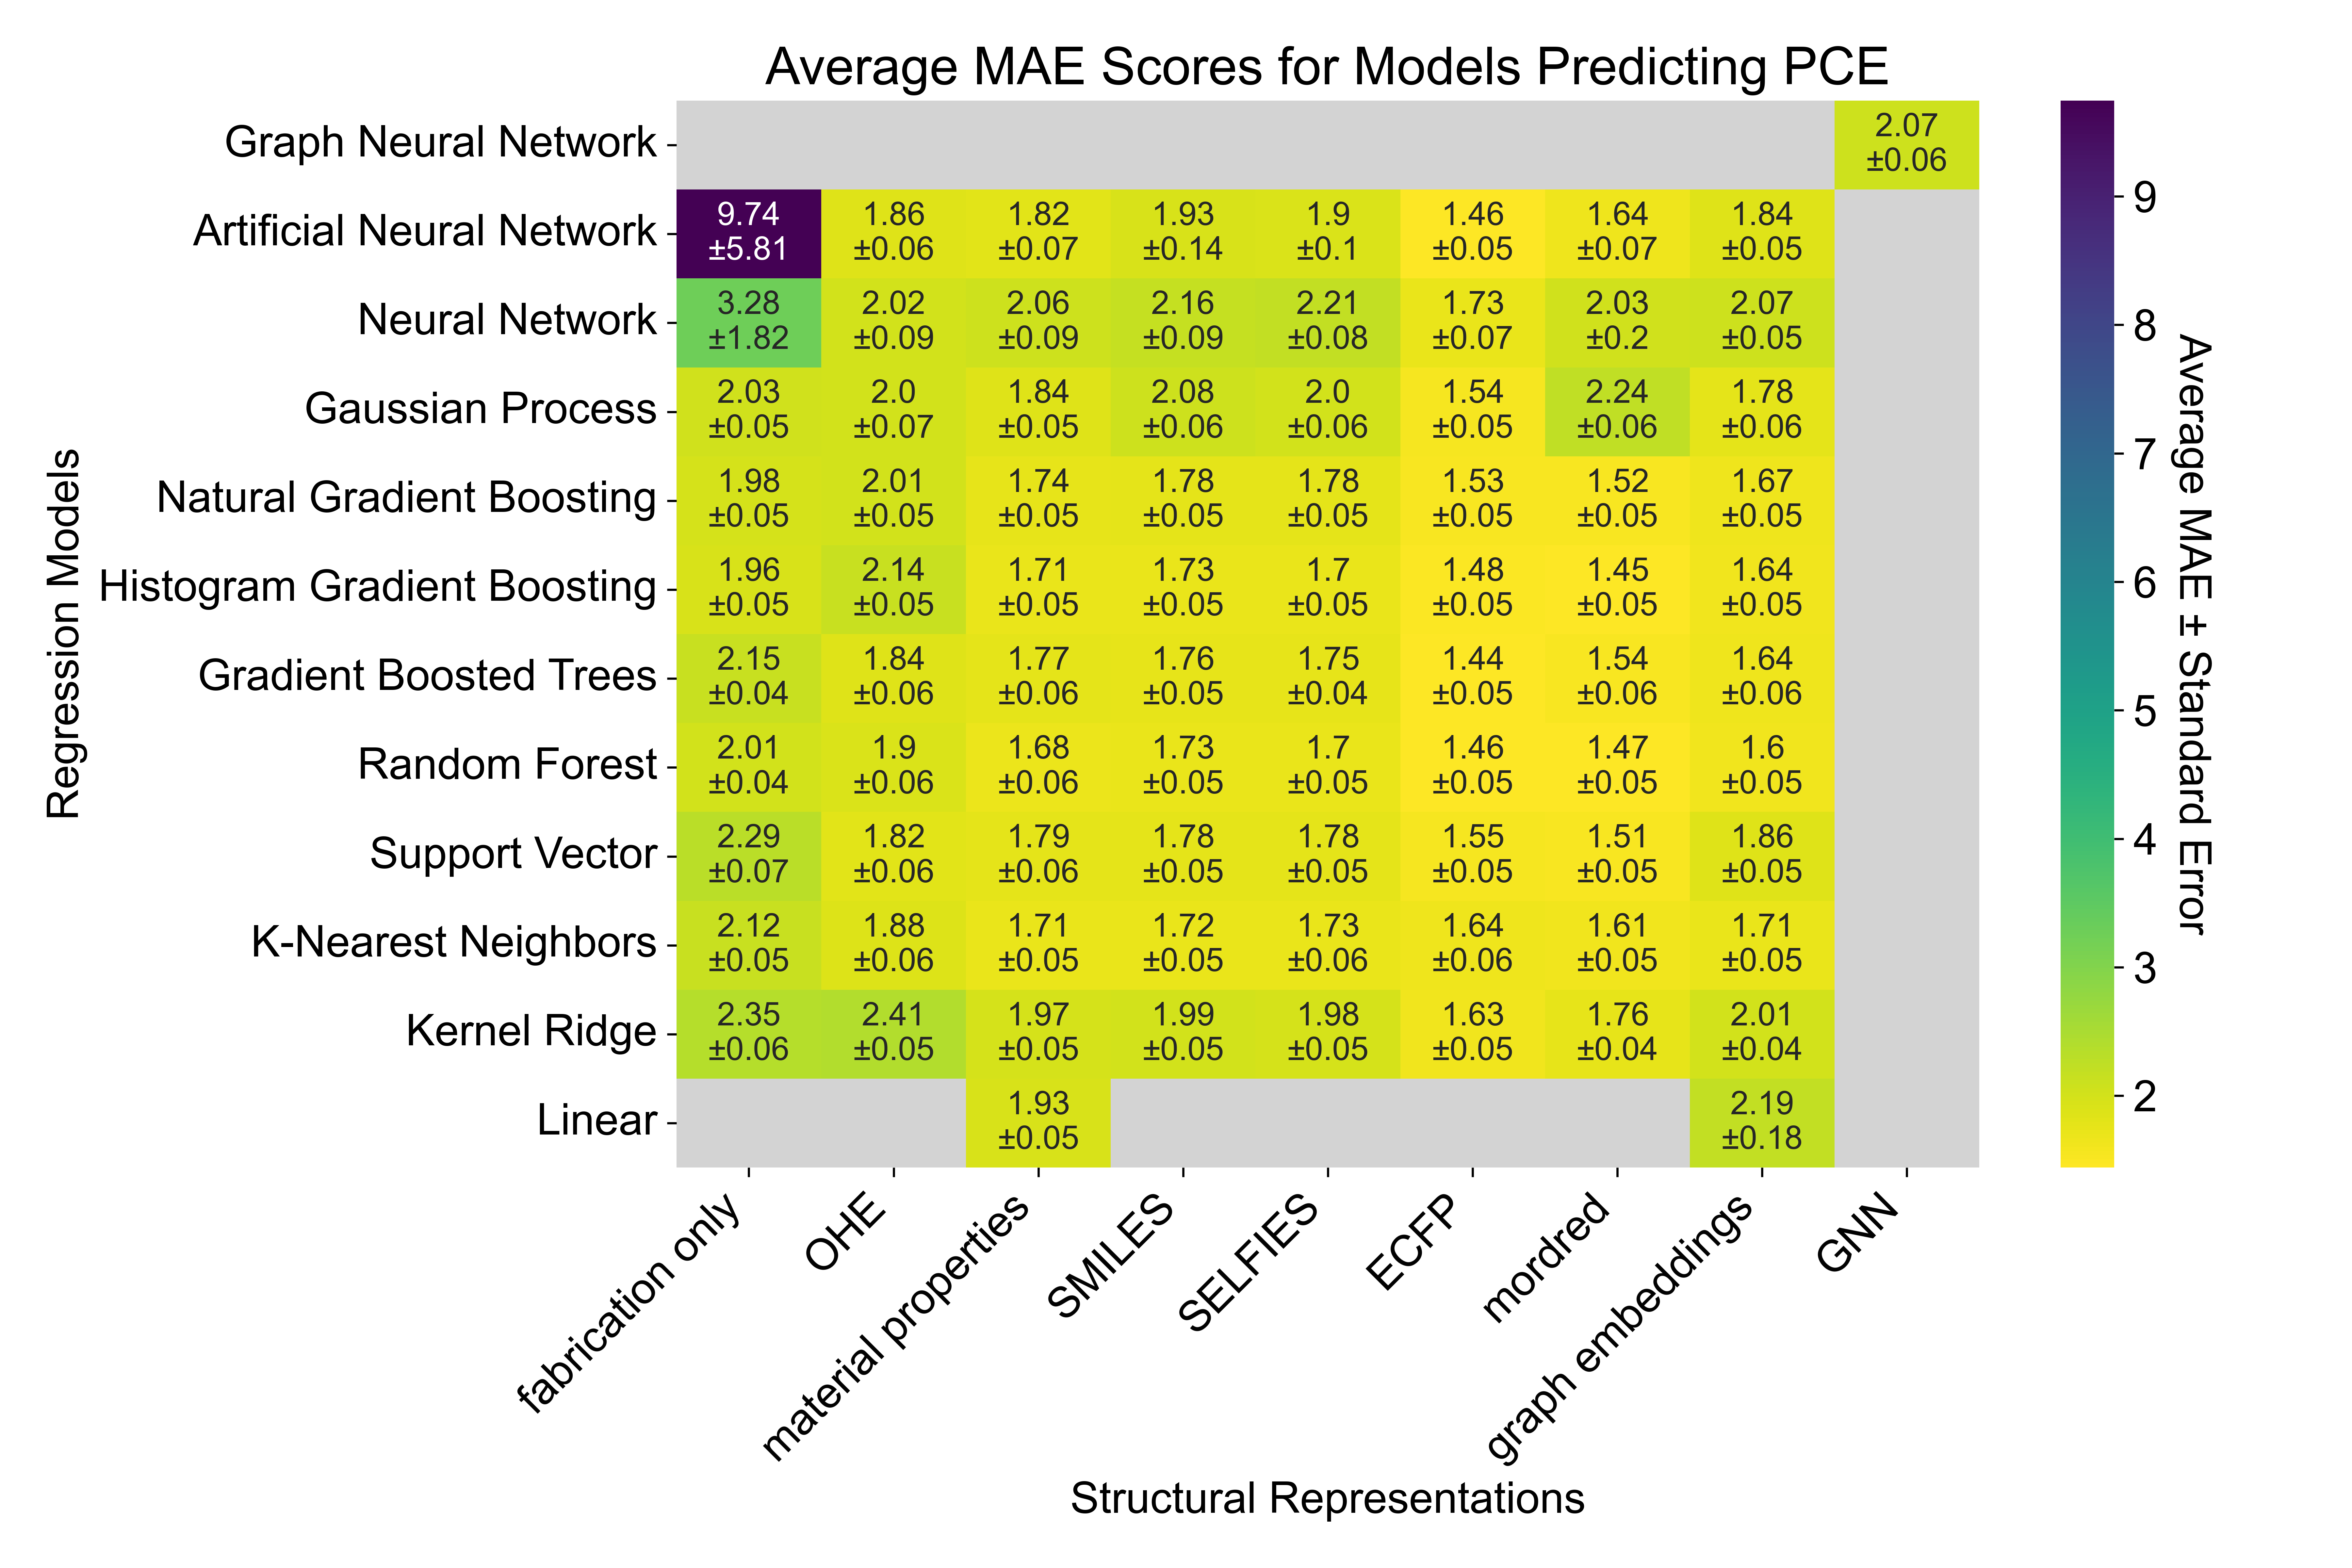 Average MAE Scores for Models Predicting PCE
Regression Models
Graph Neural Network
2.07
±0.06
Artificial Neural Network
9.74 1.86 1.82 1.93 1.9 1.46 1.64 1.84
±5.81 ±0.06 ±0.07 ±0.14 ±0.1 ±0.05 ±0.07 ±0.05
Neural Network
3.28 2.02 2.06 2.16 2.21 1.73 2.03 2.07
±1.82 ±0.09 ±0.09 ±0.09 ±0.08 ±0.07 ±0.2 ±0.05
Gaussian Process
2.03 2.0 1.84 2.08 2.0 1.54 2.24 1.78
±0.05 ±0.07 ±0.05 ±0.06 ±0.06 ±0.05 ±0.06 ±0.06
Natural Gradient Boosting
1.98 2.01 1.74 1.78 1.78 1.53 1.52 1.67
±0.05 ±0.05 ±0.05 ±0.05 ±0.05 ±0.05 ±0.05 ±0.05
Histogram Gradient Boosting
1.96 2.14 1.71 1.73 1.7 1.48 1.45 1.64
±0.05 ±0.05 ±0.05 ±0.05 ±0.05 ±0.05 ±0.05 ±0.05
Gradient Boosted Trees
2.15 1.84 1.77 1.76 1.75 1.44 1.54 1.64
±0.04 ±0.06 ±0.06 ±0.05 ±0.04 ±0.05 ±0.06 ±0.06
Random Forest
2.01 1.9 1.68 1.73 1.7 1.46 1.47 1.6
±0.04 ±0.06 ±0.06 ±0.05 ±0.05 ±0.05 ±0.05 ±0.05
Support Vector
2.29 1.82 1.79 1.78 1.78 1.55 1.51 1.86
±0.07 ±0.06 ±0.06 ±0.05 ±0.05 ±0.05 ±0.05 ±0.05
K-Nearest Neighbors
2.12 1.88 1.71 1.72 1.73 1.64 1.61 1.71
±0.05 ±0.06 ±0.05 ±0.05 ±0.06 ±0.06 ±0.05 ±0.05
Kernel Ridge
2.35 2.41 1.97 1.99 1.98 1.63 1.76 2.01
±0.06 ±0.05 ±0.05 ±0.05 ±0.05 ±0.05 ±0.04 ±0.04
Linear
1.93 2.19
±0.05 ±0.18
fabrication only
OHE
material properties
SMILES
SELFIES
ECFP
mordred
graph embeddings
GNN
Structural Representations
9
8
7
6
5
4
3
2
Average MAE ± Standard Error